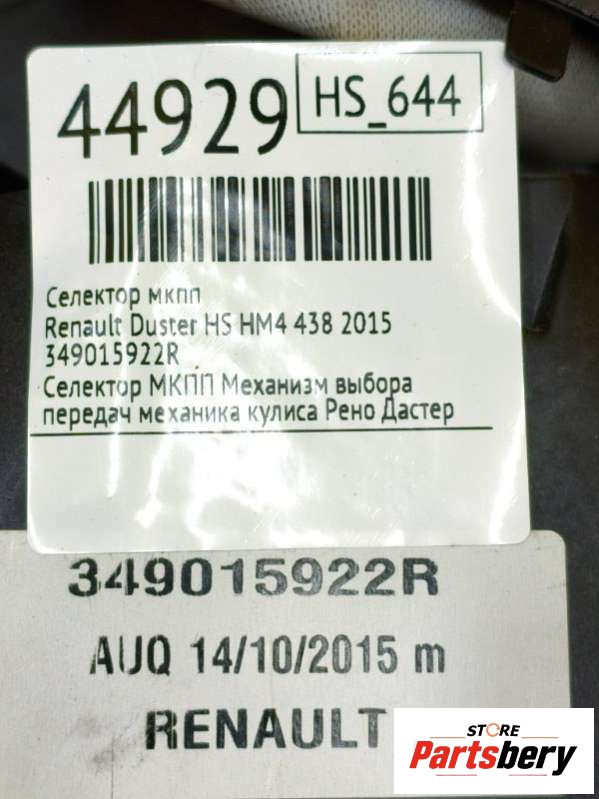 44929
HS_644
Селектор мкпп
Renault Duster HS HM4 438 2015
349015922R
Селектор МКПП Механизм выбора
передач механика кулиса Рено Дастер
349015922R
AUQ 14/10/2015 m
RENAULT
STORE
Partsbery